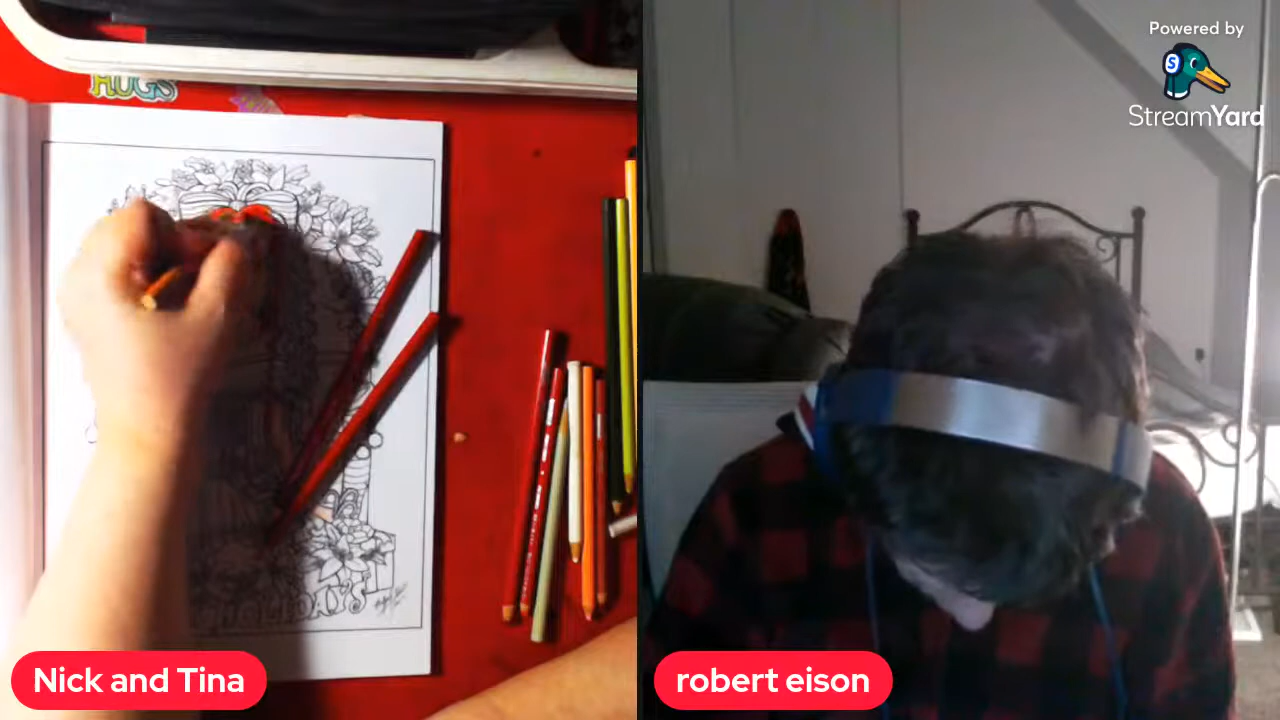 HUGS
Powered by
StreamYard
HOLIDAYS
Nick and Tina
robert eison